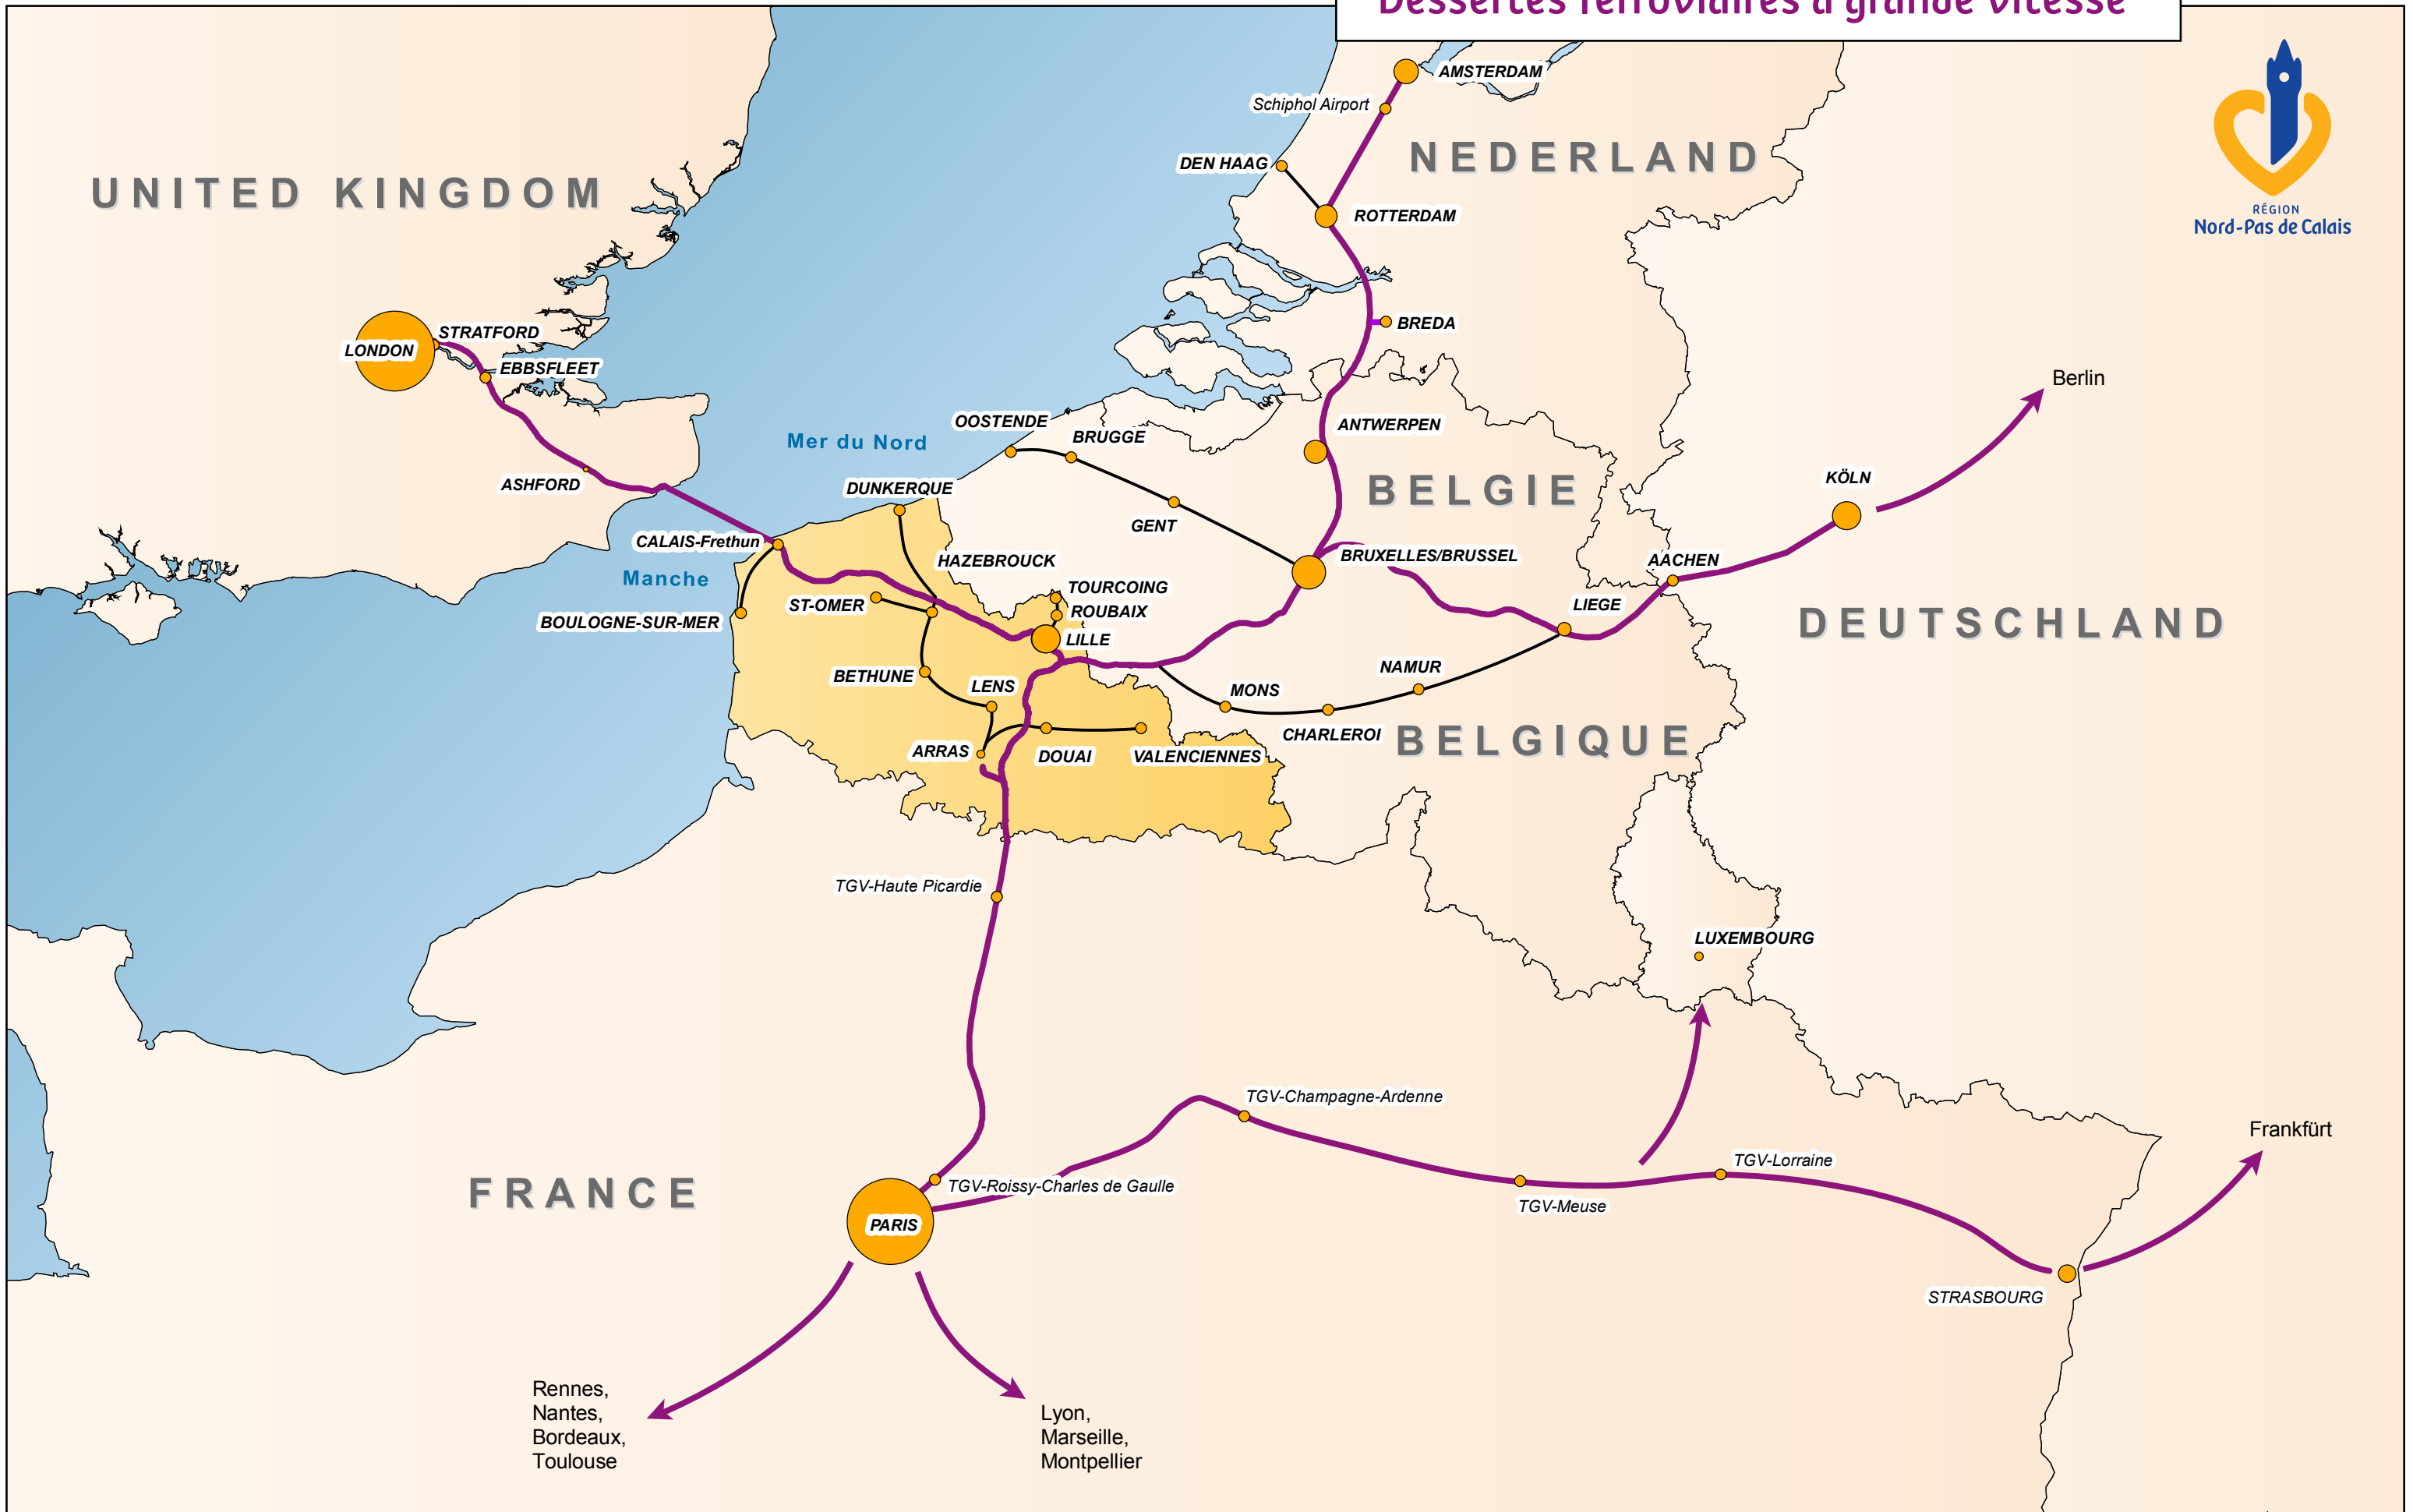 Dessertes ferroviaires à grande vitesse
AMSTERDAM
Schiphol Airport
DEN HAAG
NEDERLAND
UNITED KINGDOM
ROTTERDAM
RÉGION
Nord-Pas de Calais
BREDA
STRATFORD
LONDON
EBBSFLEET
Berlin
OOSTENDE
BRUGGE
ANTWERPEN
Mer du Nord
ASHFORD
DUNKERQUE
BELGIE
KÖLN
GENT
CALAIS-Frethun
HAZEBROUCK
BRUXELLES/BRUSSEL
AACHEN
Manche
TOURCOING
ST-OMER
ROUBAIX
LIEGE
BOULOGNE-SUR-MER
DEUTSCHLAND
LILLE
BETHUNE
LENS
NAMUR
MONS
CHARLEROI
BELGIQUE
ARRAS
DOUAI
VALENCIENNES
TGV-Haute Picardie
LUXEMBOURG
TGV-Champagne-Ardenne
Frankfürt
TGV-Lorraine
TGV-Roissy-Charles de Gaulle
FRANCE
TGV-Meuse
PARIS
STRASBOURG
Rennes,
Nantes,
Bordeaux,
Toulouse
Lyon,
Marseille,
Montpellier